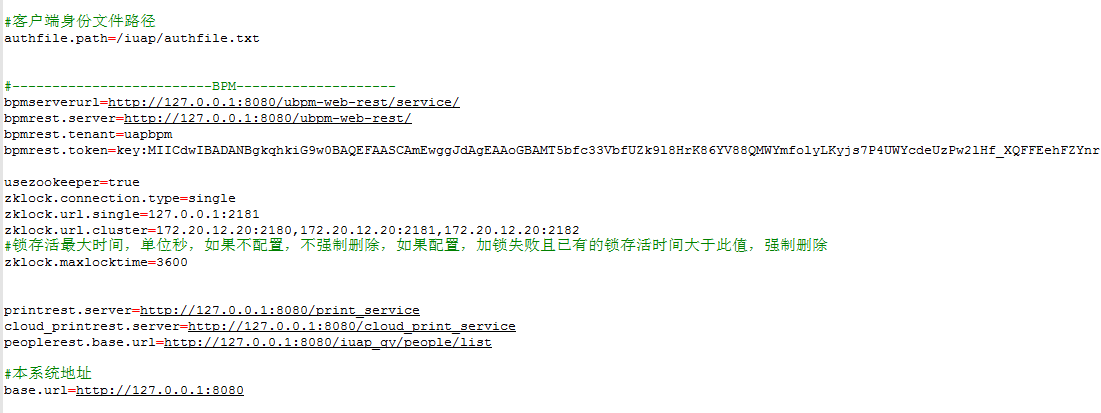 #客户端身份文件路径
authfile.path=/iuap/authfile.txt
#-------------------------BPM--------------------
bpmserverurl=http://127.0.0.1:8080/ubpm-web-rest/service/
bpmrest.server=http://127.0.0.1:8080/ubpm-web-rest/
bpmrest.tenant=uapbpm
bpmrest.token=key:MIICdwIBADANBgkqhkiG9w0BAQEFAASCAmEwggJdAgEAAoGBAMT5bfc33VbfUZk9l8HrK86YV88QMWYmfolyLKyjs7P4UWYcdeUzPw2lHf_XQFFEehFZYnr
usezookeeper=true
zklock.connection.type=single
zklock.url.single=127.0.0.1:2181
zklock.url.cluster=172.20.12.20:2180,172.20.12.20:2181,172.20.12.20:2182
#锁存活最大时间，单位秒，如果不配置，不强制删除，如果配置，加锁失败且已有的锁存活时间大于此值，强制删除
zklock.maxlocktime=3600
printrest.server=http://127.0.0.1:8080/print_service
cloud_printrest.server=http://127.0.0.1:8080/cloud_print_service
peoplerest.base.url=http://127.0.0.1:8080/iuap_qy/people/list
#本系统地址
base.url=http://127.0.0.1:8080